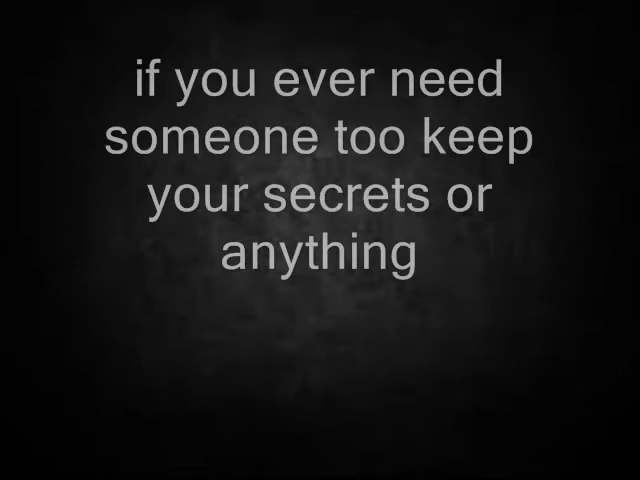 if you ever need
someone too keep
your secrets or
anything